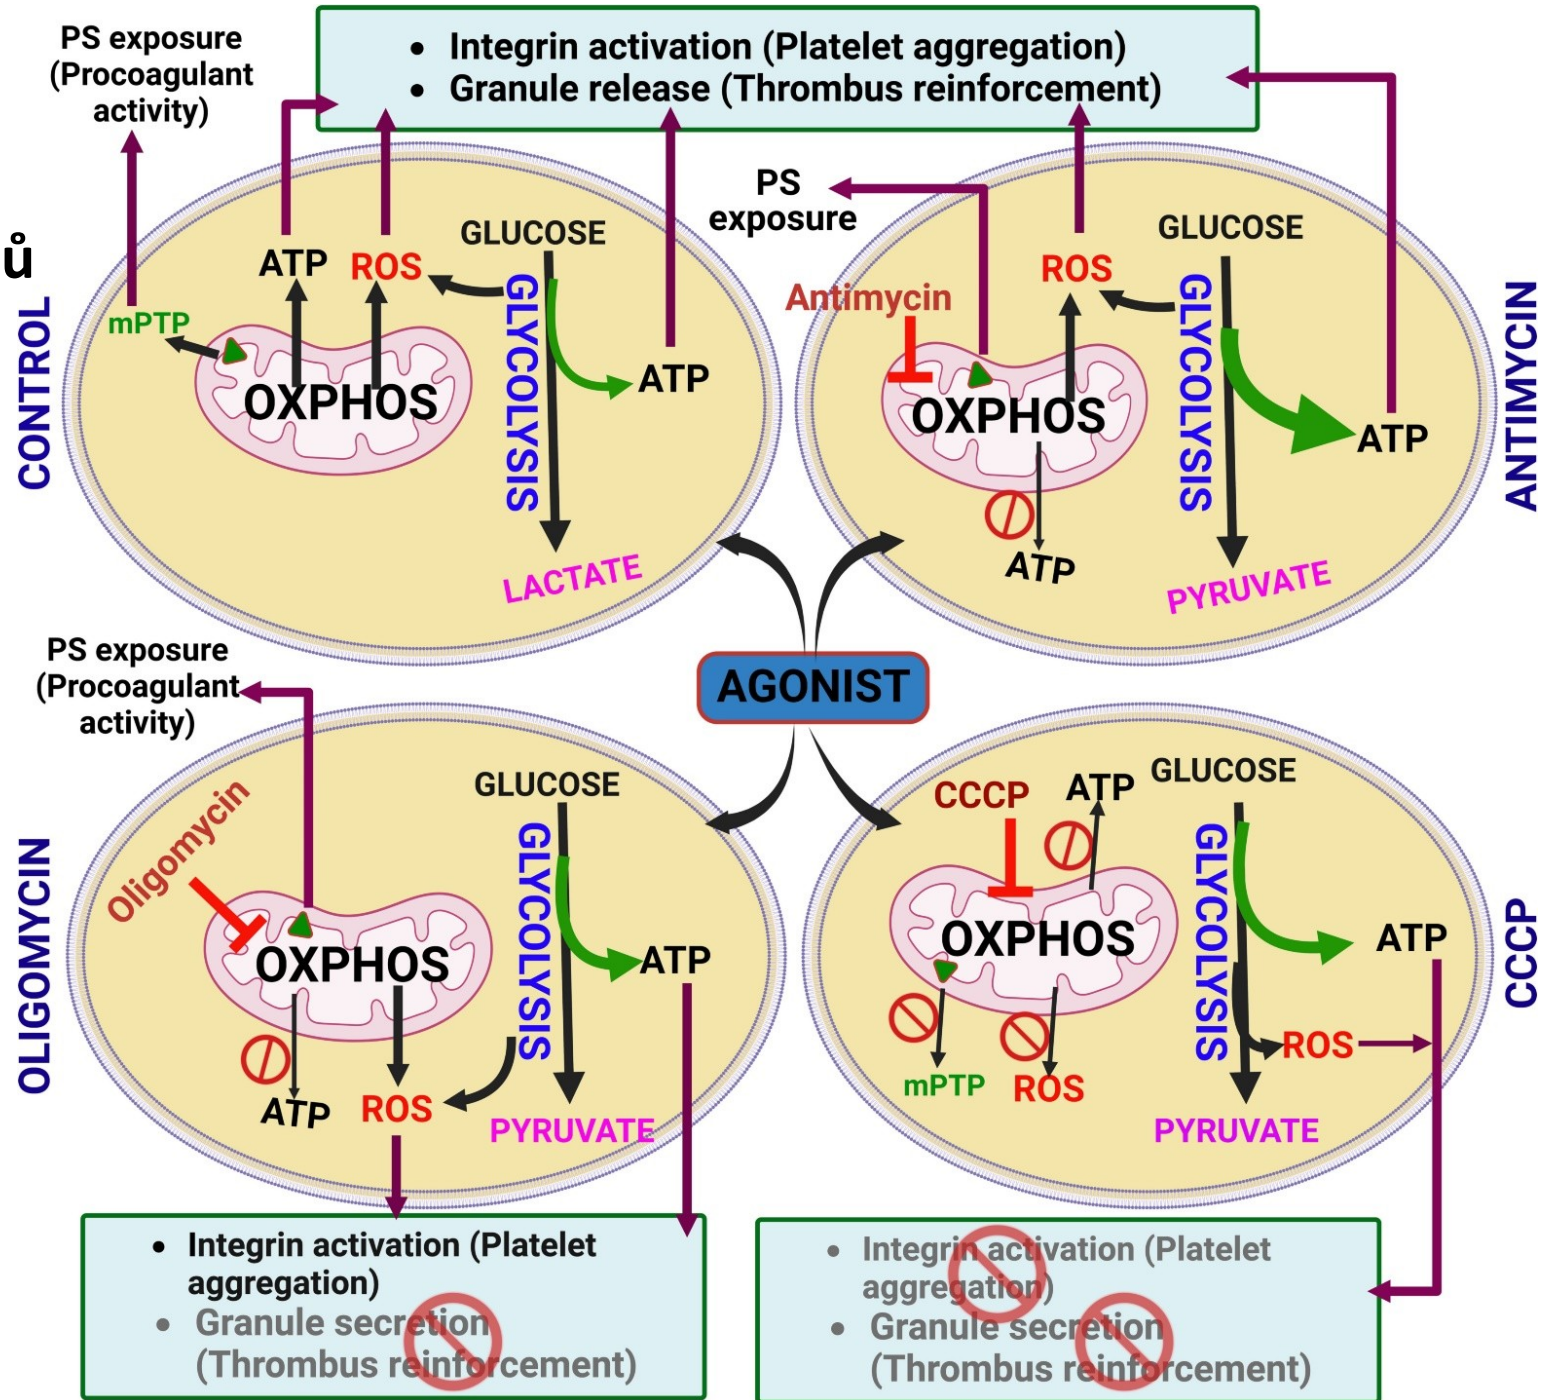 PS exposure
(Procoagulant
activity)
• Integrin activation (Platelet aggregation)
• Granule release (Thrombus reinforcement)
ů
CONTROL
mPTP
ATP
ROS
GLUCOSE
GLYCOLYSIS
OXPHOS
ATP
LACTATE
PS
exposure
Antimycin
ROS
GLUCOSE
GLYCOLYSIS
OXPHOS
ATP
ATP
PYRUVATE
ANTIMYCIN
AGONIST
PS exposure
(Procoagulant
activity)
OLIGOMYCIN
Oligomycin
GLUCOSE
GLYCOLYSIS
OXPHOS
ATP
ATP
ROS
PYRUVATE
• Integrin activation (Platelet
aggregation)
• Granule secretion
(Thrombus reinforcement)
CCCP
ATP
GLUCOSE
GLYCOLYSIS
OXPHOS
ATP
mPTP
ROS
ROS
PYRUVATE
CCCP
• Integrin activation (Platelet
aggregation)
• Granule secretion
(Thrombus reinforcement)